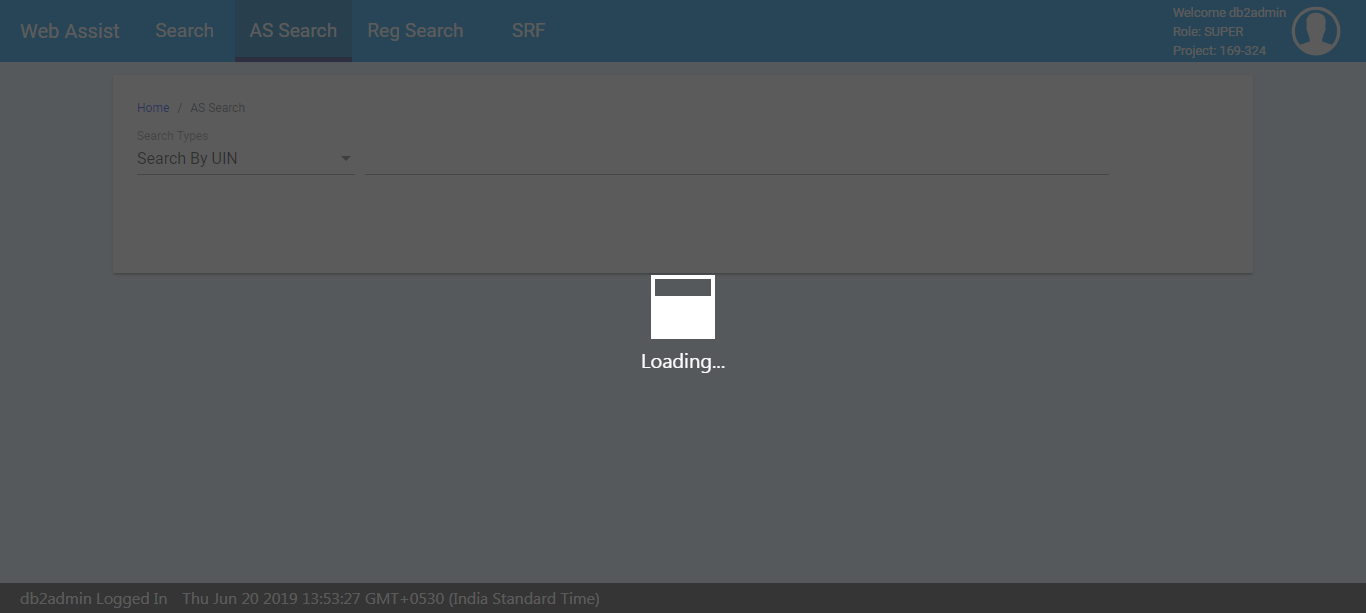 Web Assist Search AS Search Reg Search SRF
Welcome db2admin
Role: SUPER
Project: 169-324
Home / AS Search
Search Types
Search By UIN
Loading...
db2admin Logged In Thu Jun 20 2019 13:53:27 GMT+0530 (India Standard Time)